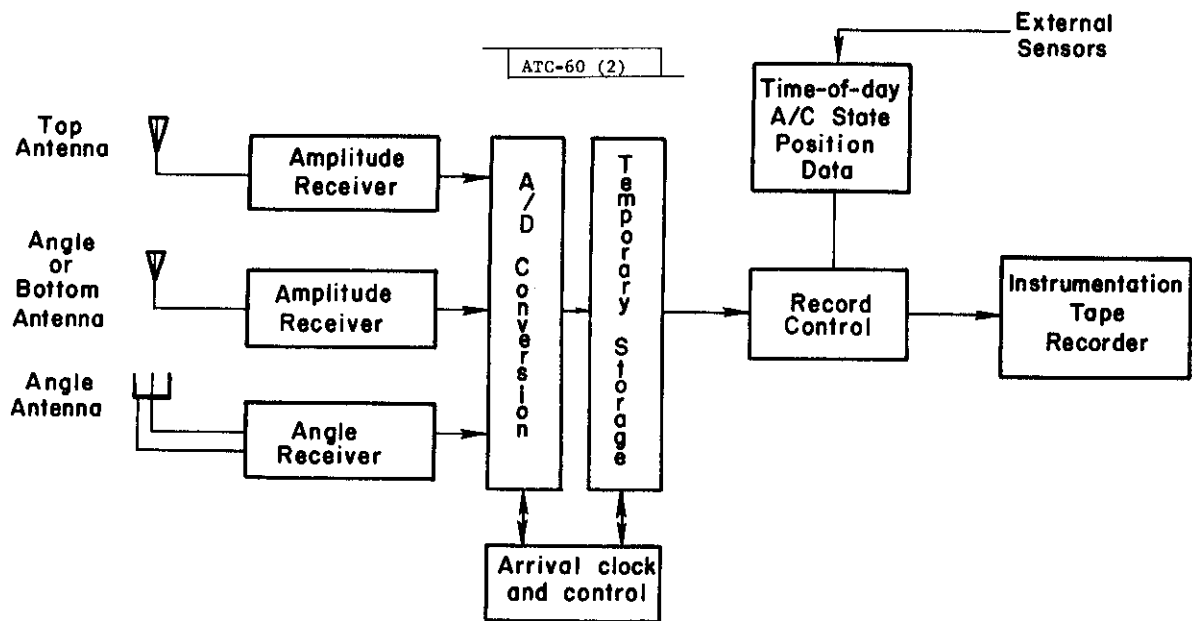 External
Sensors
ATC-60 (2)
Time-of-day
A/C State
Position
Data
Top
Antenna
Amplitude
Receiver
A/D Conversion
Temporary Storage
Angle
or
Bottom
Antenna
Amplitude
Receiver
Record
Control
Instrumentation
Tape
Recorder
Angle
Antenna
Angle
Receiver
Arrival clock
and control